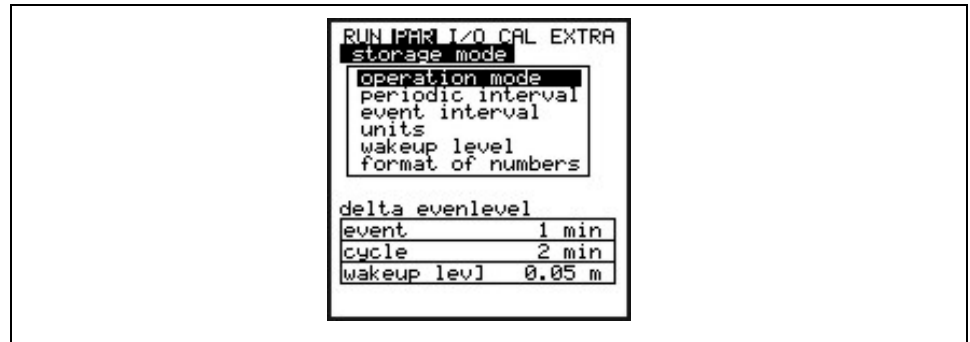 RUN PAR I/O CAL EXTRA
storage mode
operation mode
periodic interval
event interval
units
wakeup level
format of numbers
delta evenlevel
event 1 min
cycle 2 min
wakeup levl 0.05 m